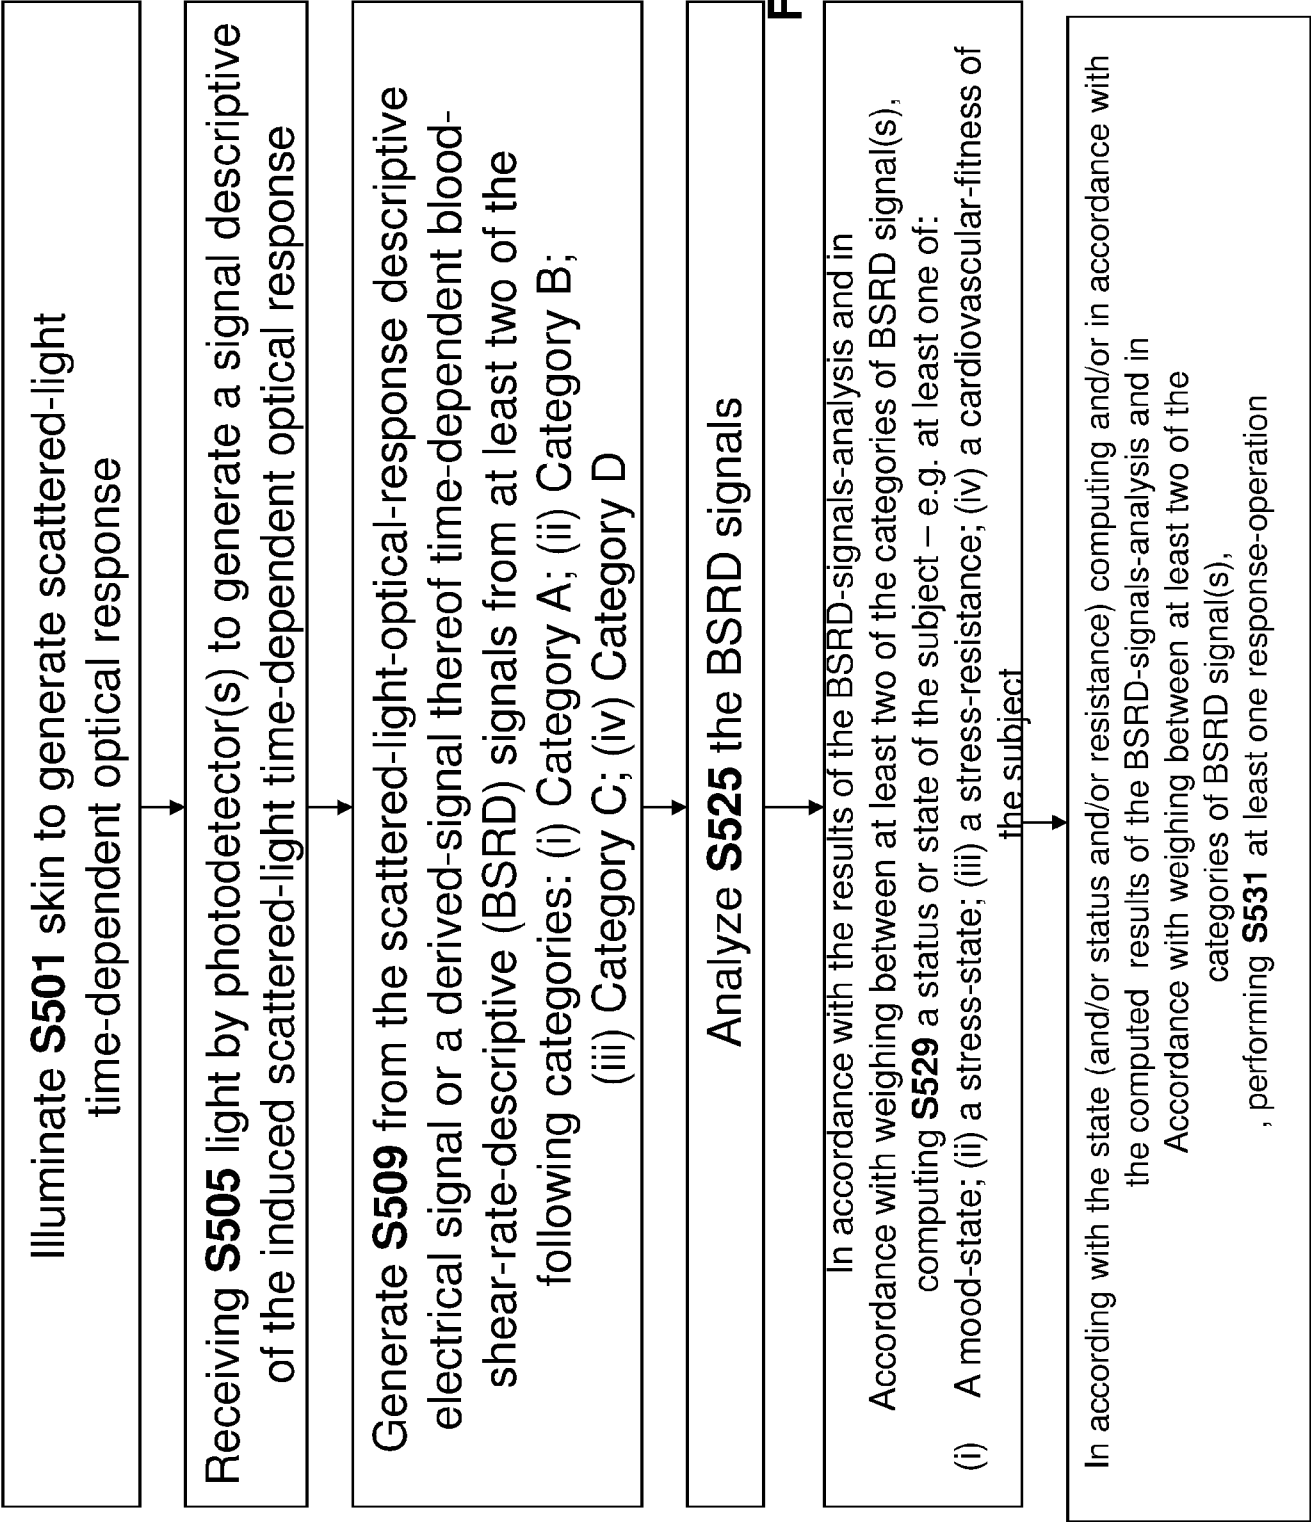 Illuminate S501 skin to generate scattered-light
time-dependent optical response
Receiving S505 light by photodetector(s) to generate a signal descriptive
of the induced scattered-light time-dependent optical response
Generate S509 from the scattered-light-optical-response descriptive
electrical signal or a derived-signal thereof time-dependent blood-
shear-rate-descriptive (BSRD) signals from at least two of the
following categories: (i) Category A; (ii) Category B;
(iii) Category C; (iv) Category D
Analyze S525 the BSRD signals
F
In accordance with the results of the BSRD-signals-analysis and in
Accordance with weighing between at least two of the categories of BSRD signal(s),
computing S529 a status or state of the subject – e.g. at least one of:
(i) A mood-state; (ii) a stress-state; (iii) a stress-resistance; (iv) a cardiovascular-fitness of
the subject
In according with the state (and/or status and/or resistance) computing and/or in accordance with
the computed results of the BSRD-signals-analysis and in
Accordance with weighing between at least two of the
categories of BSRD signal(s),
, performing S531 at least one response-operation